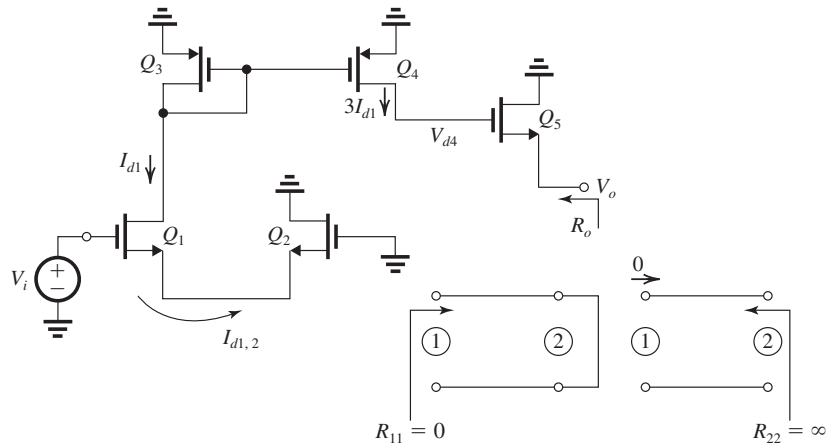 Q3
Q4
3Id1
Q5
Vd4
Id1
Vo
Ro
Q1
Q2
Vi
+
−
0
Id1, 2
1
2
1
2
R11 = 0
R22 = ∞